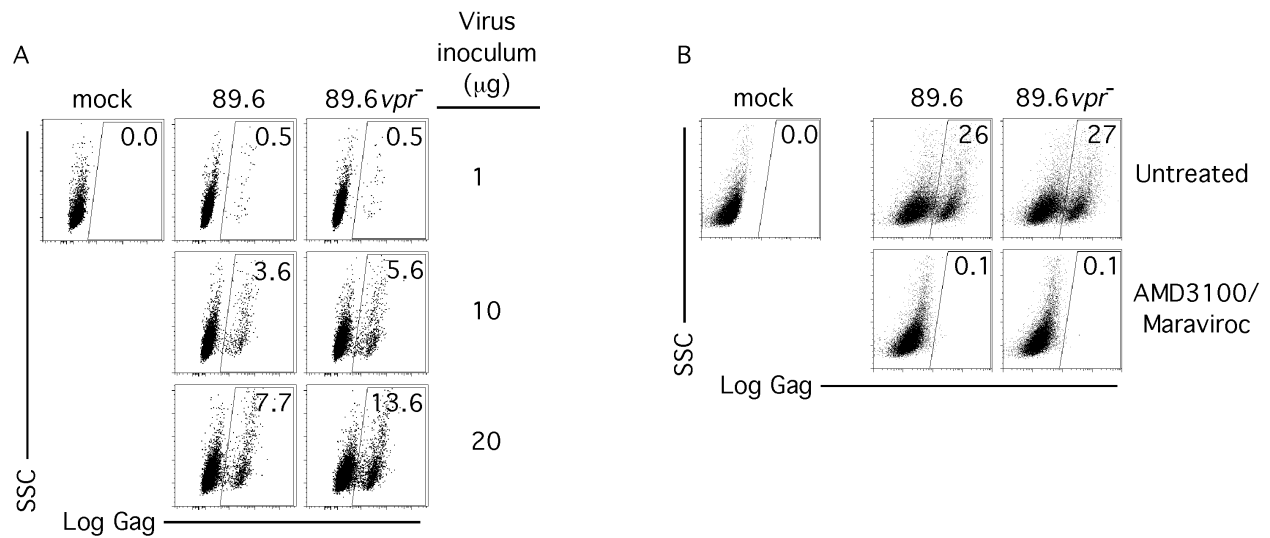 A
Virus
inoculum
(µg)
mock
89.6
89.6vpr-
0.0
0.5
0.5
1
3.6
5.6
10
7.7
13.6
20
SSC
Log Gag
B
mock
89.6
89.6vpr-
0.0
26
27
Untreated
0.1
0.1
AMD3100/
Maraviroc
SSC
Log Gag